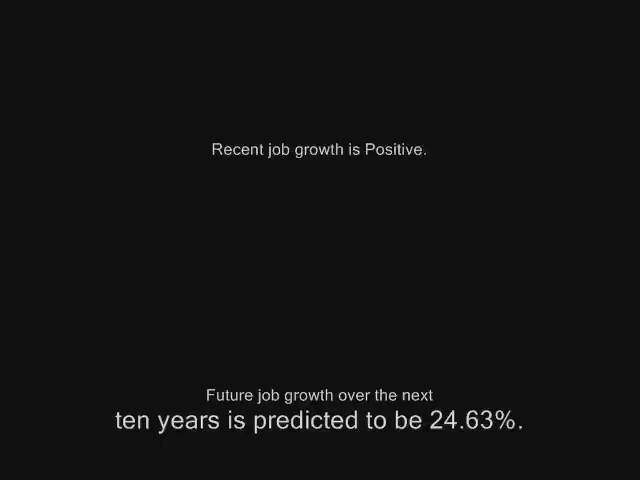 Recent job growth is Positive.
Future job growth over the next
ten years is predicted to be 24.63%.